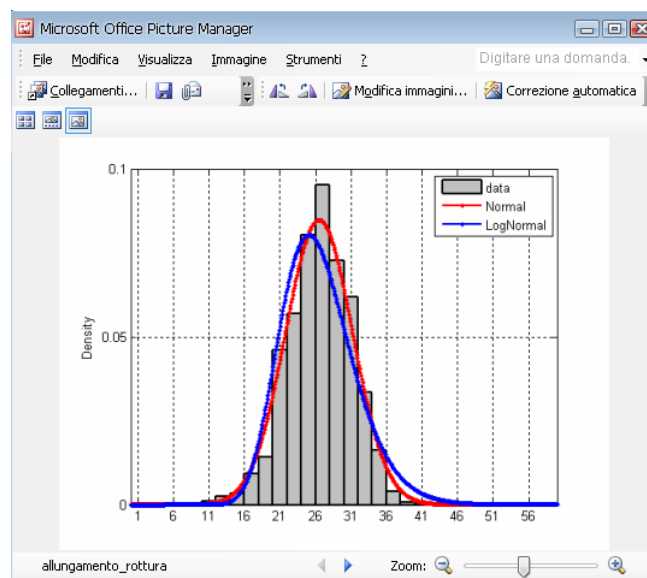 Microsoft Office Picture Manager
File Modifica Visualizza Immagine Strumenti ? Digitare una domanda.
Collegamenti... Modifica immagini... Correzione automatica
0.1
data
Normal
LogNormal
Density
0.05
0
1 6 11 16 21 26 31 36 41 46 51 56
allungamento_rottura Zoom: